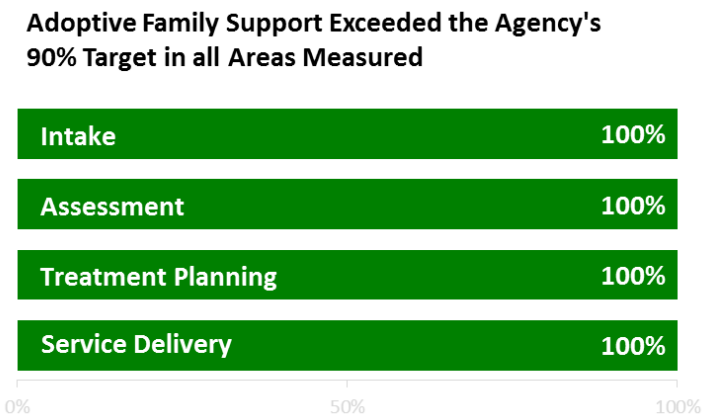 Adoptive Family Support Exceeded the Agency's
90% Target in all Areas Measured
Intake 100%
Assessment 100%
Treatment Planning 100%
Service Delivery 100%
0% 50% 100%